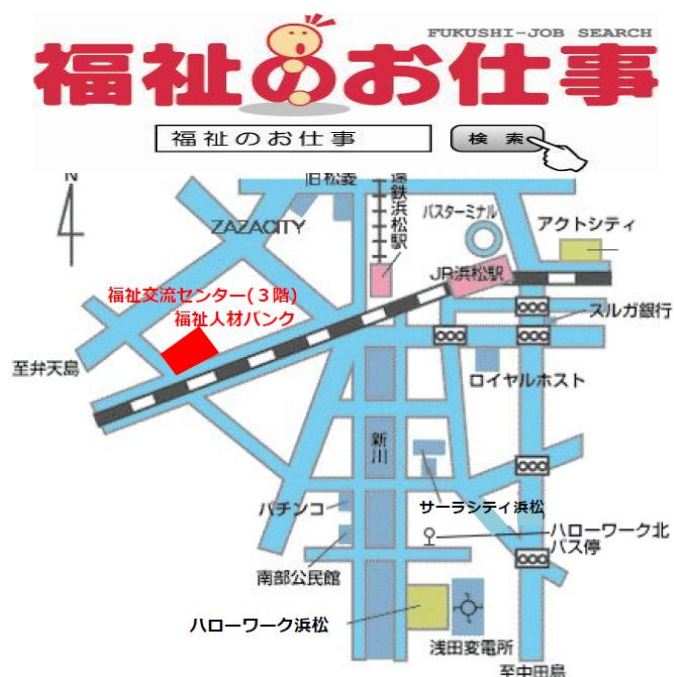 FUKUSHI-JOB SEARCH
福祉のお仕事
福祉のお仕事
検 索
N
旧松菱
遠鉄浜松駅
バスターミナル
アクトシティ
ZAZACITY
JR浜松駅
福祉交流センター(3階)
福祉人材バンク
スルガ銀行
至弁天島
ロイヤルホスト
新川
サーラシティ浜松
パチンコ
ハローワーク北
バス停
南部公民館
ハローワーク浜松
浅田変電所
至中田島